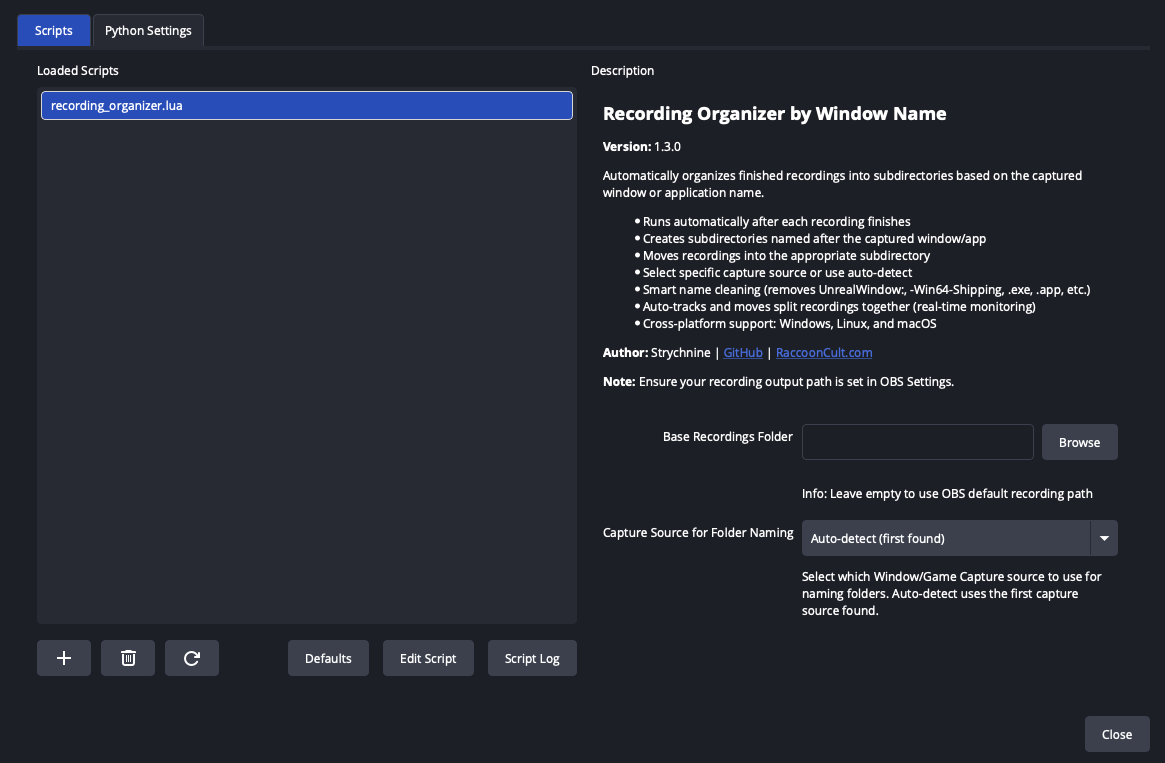 Scripts
Python Settings
Loaded Scripts
recording_organizer.lua
Defaults
Edit Script
Script Log
Description
Recording Organizer by Window Name
Version: 1.3.0
Automatically organizes finished recordings into subdirectories based on the captured
window or application name.
• Runs automatically after each recording finishes
• Creates subdirectories named after the captured window/app
• Moves recordings into the appropriate subdirectory
• Select specific capture source or use auto-detect
• Smart name cleaning (removes UnrealWindow:, -Win64-Shipping, .exe, .app, etc.)
• Auto-tracks and moves split recordings together (real-time monitoring)
• Cross-platform support: Windows, Linux, and macOS
Author: Strychnine | GitHub | RaccoonCult.com
Note: Ensure your recording output path is set in OBS Settings.
Base Recordings Folder
Browse
Info: Leave empty to use OBS default recording path
Capture Source for Folder Naming
Auto-detect (first found)
Select which Window/Game Capture source to use for
naming folders. Auto-detect uses the first capture
source found.
Close